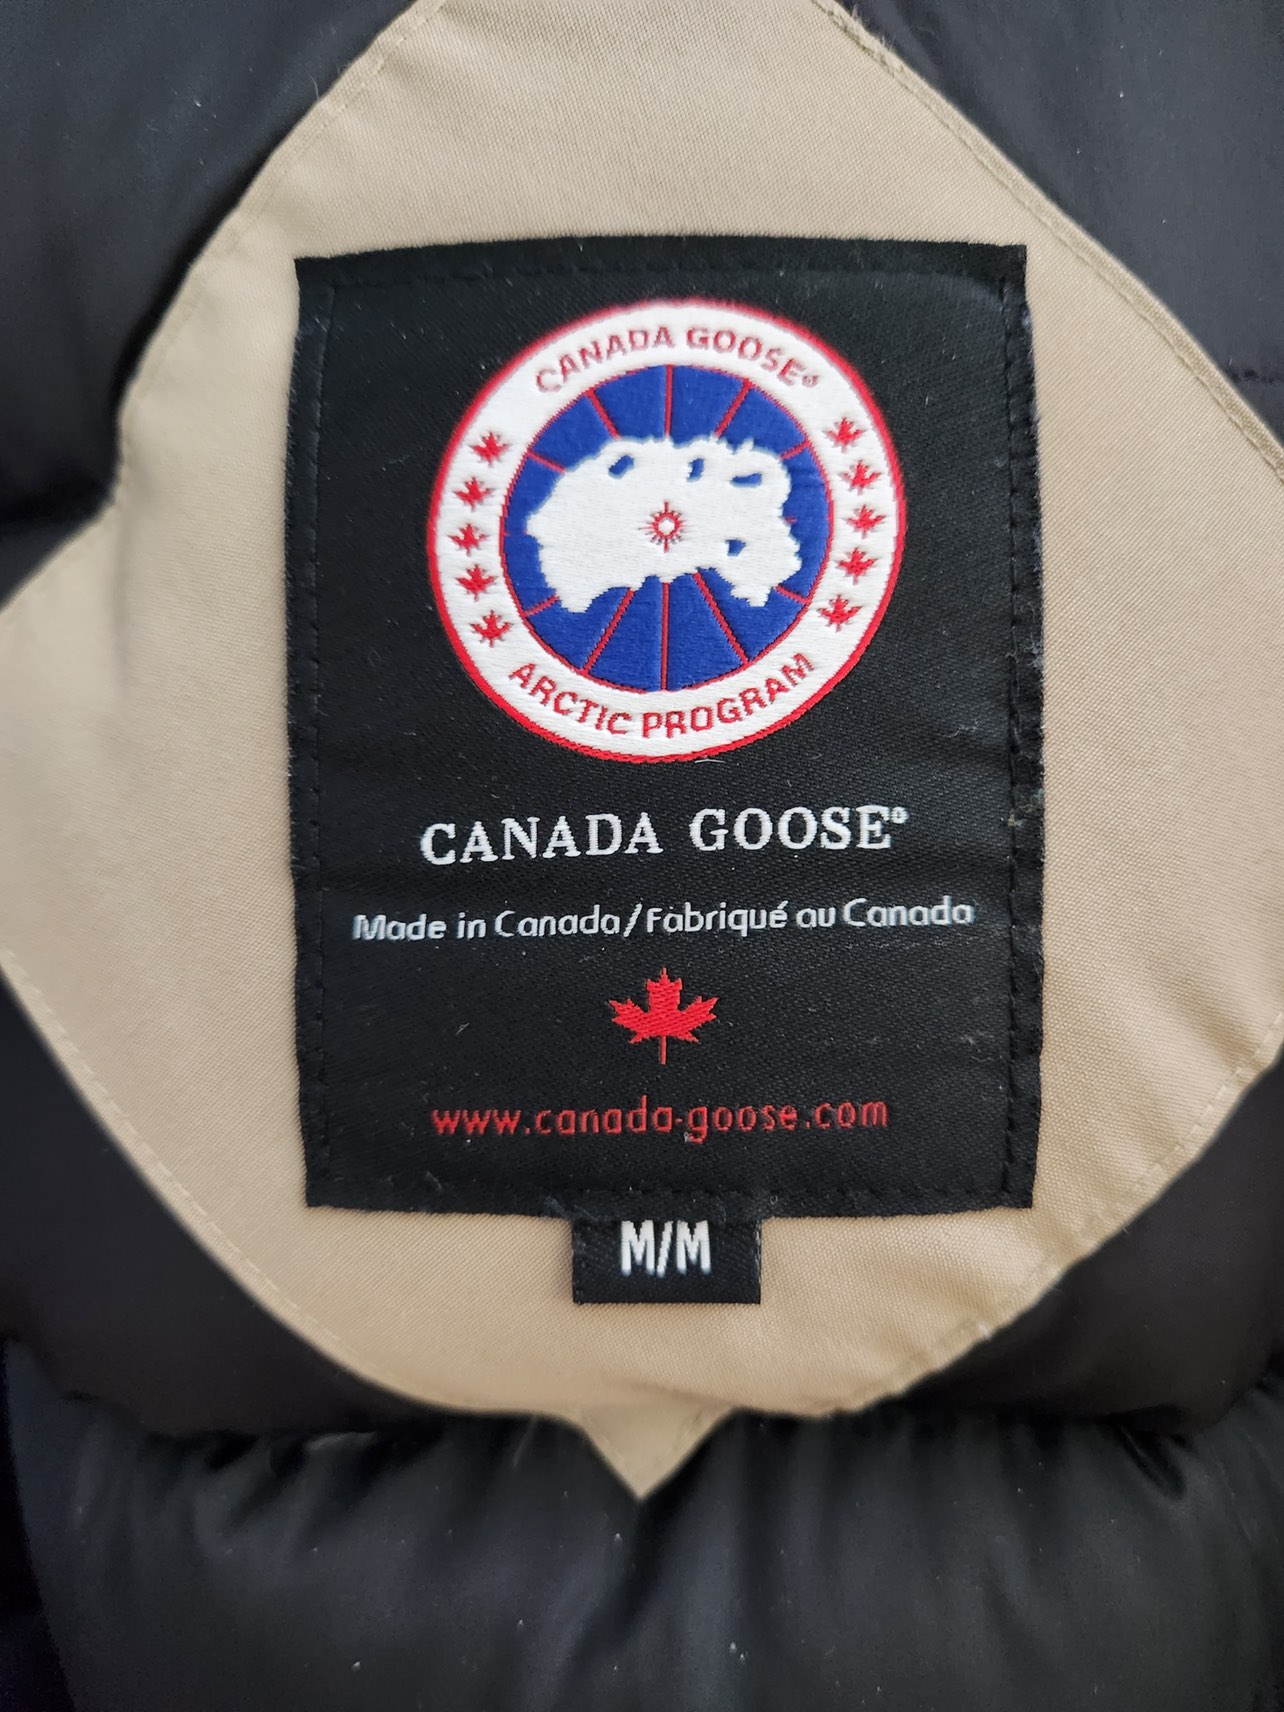 CANADA GOOSE®
ARCTIC PROGRAM
CANADA GOOSE®
Made in Canada/Fabriqué au Canada
www.canada-goose.com
M/M